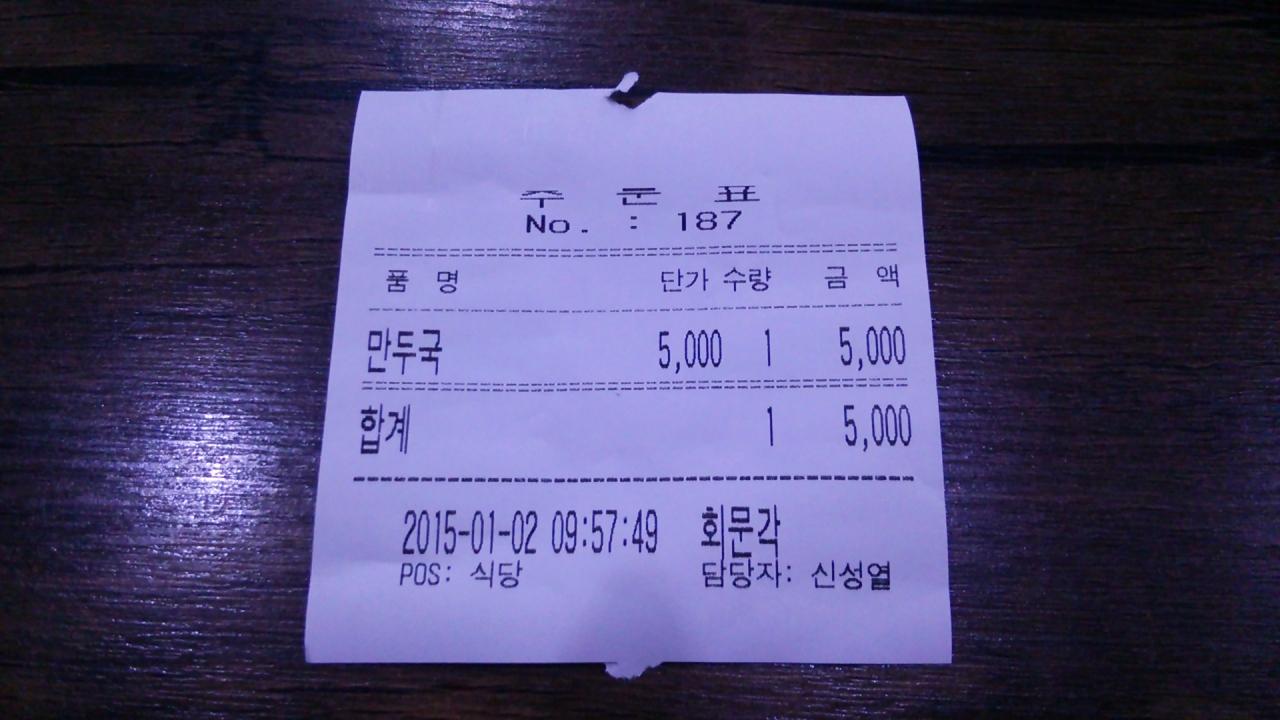 주 문 표
No. : 187
품 명 단가 수량 금 액
만두국 5,000 1 5,000
합계 1 5,000
2015-01-02 09:57:49 회문각
POS: 식당 담당자: 신성열